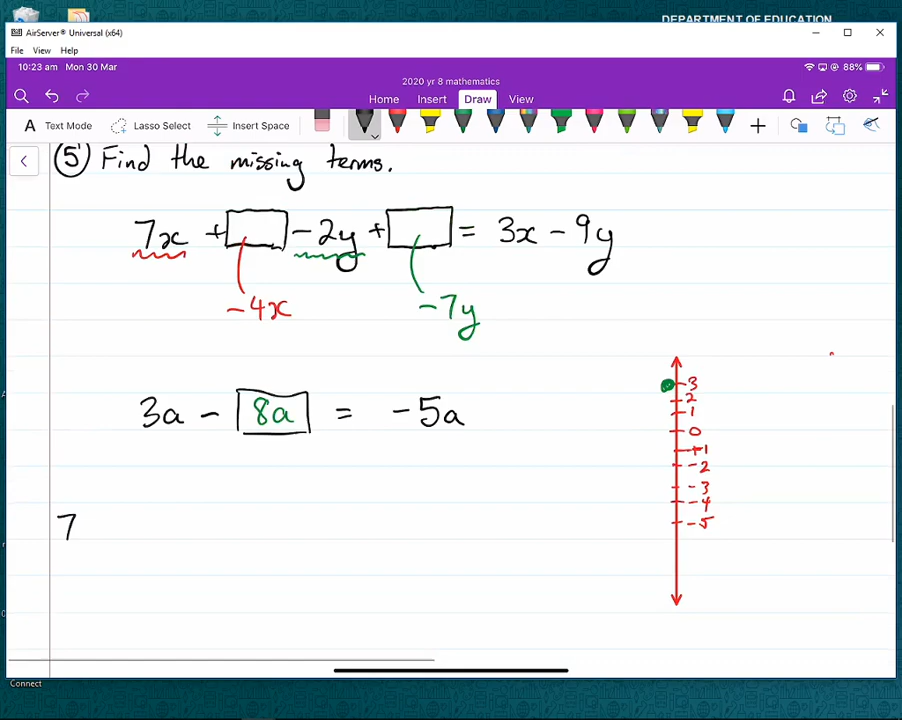 DEPARTMENT OF EDUCATION
AirServer® Universal (x64)
File View Help
10:23 am Mon 30 Mar
88%
2020 yr 8 mathematics
Home Insert Draw View
A Text Mode Lasso Select Insert Space
5 Find the missing terms.
7x + □ - 2y + □ = 3x - 9y
-4x
-7y
3a - 8a = -5a
3
2
1
0
-2
-3
-4
-5
7
Connect